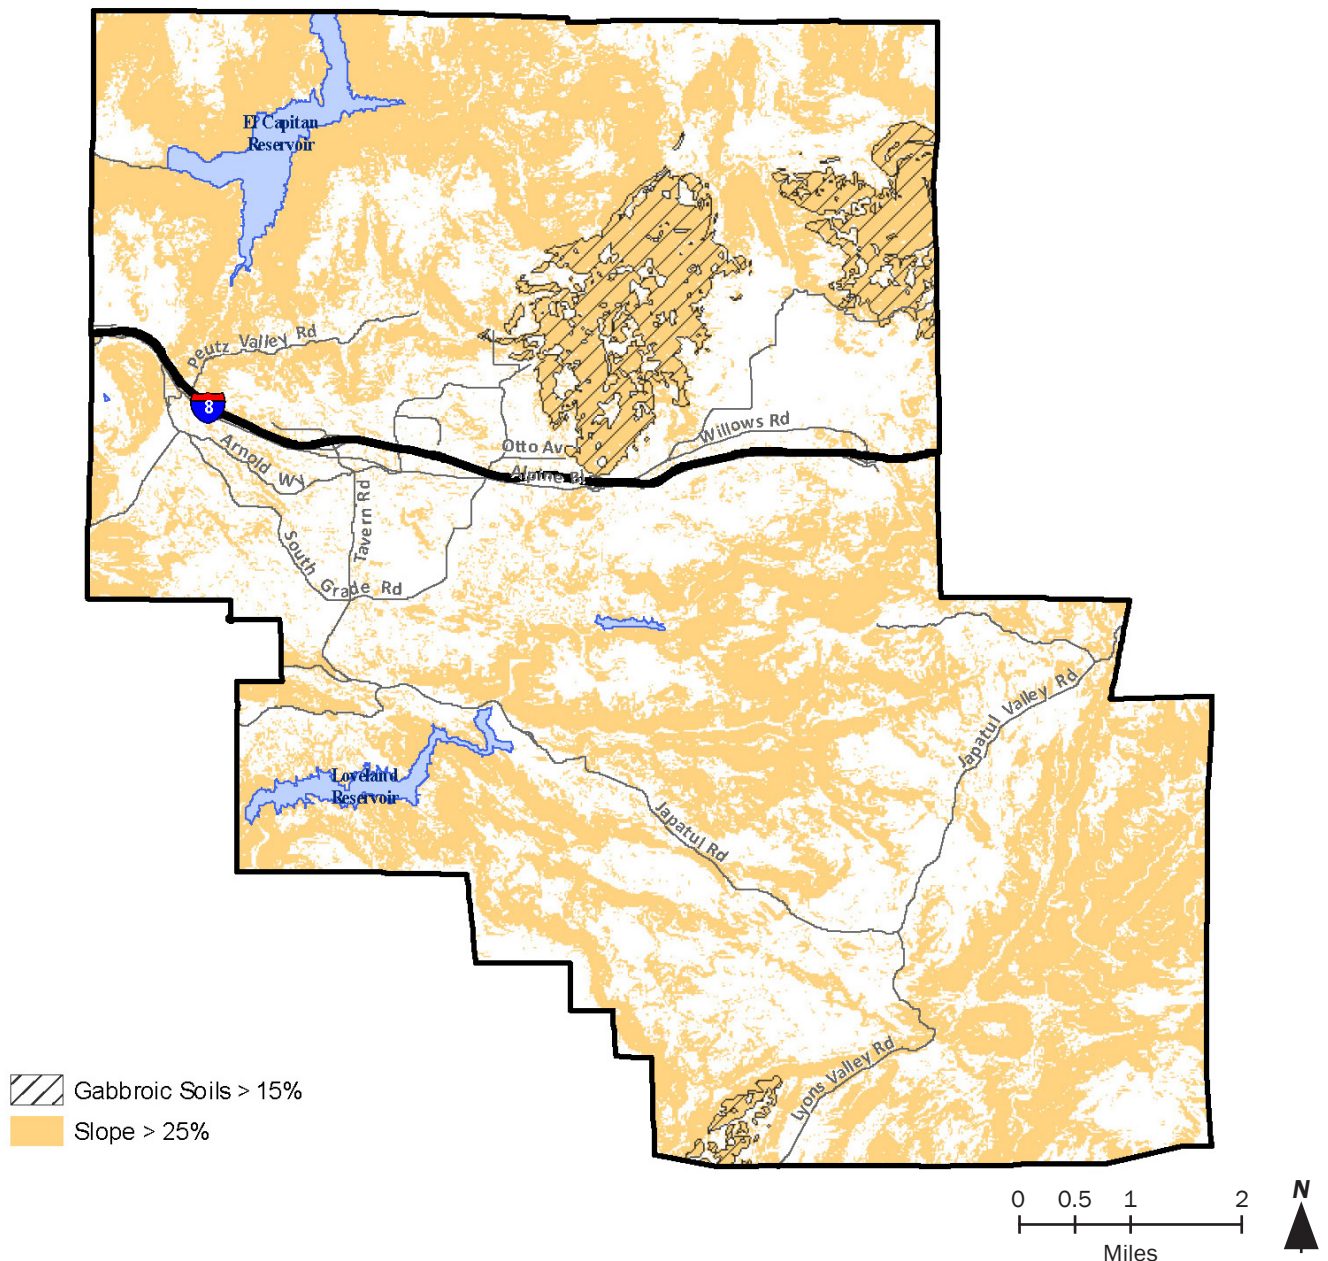 El Capitan
Reservoir
Peutz Valley Rd
8
Arnold Wy
Otto Av
Willows Rd
Alpine Bl
Tavern Rd
South Grade Rd
Japatul Valley Rd
Loveland
Reservoir
Japatul Rd
Lyons Valley Rd
Gabbroic Soils > 15%
Slope > 25%
0 0.5 1 2
Miles
N